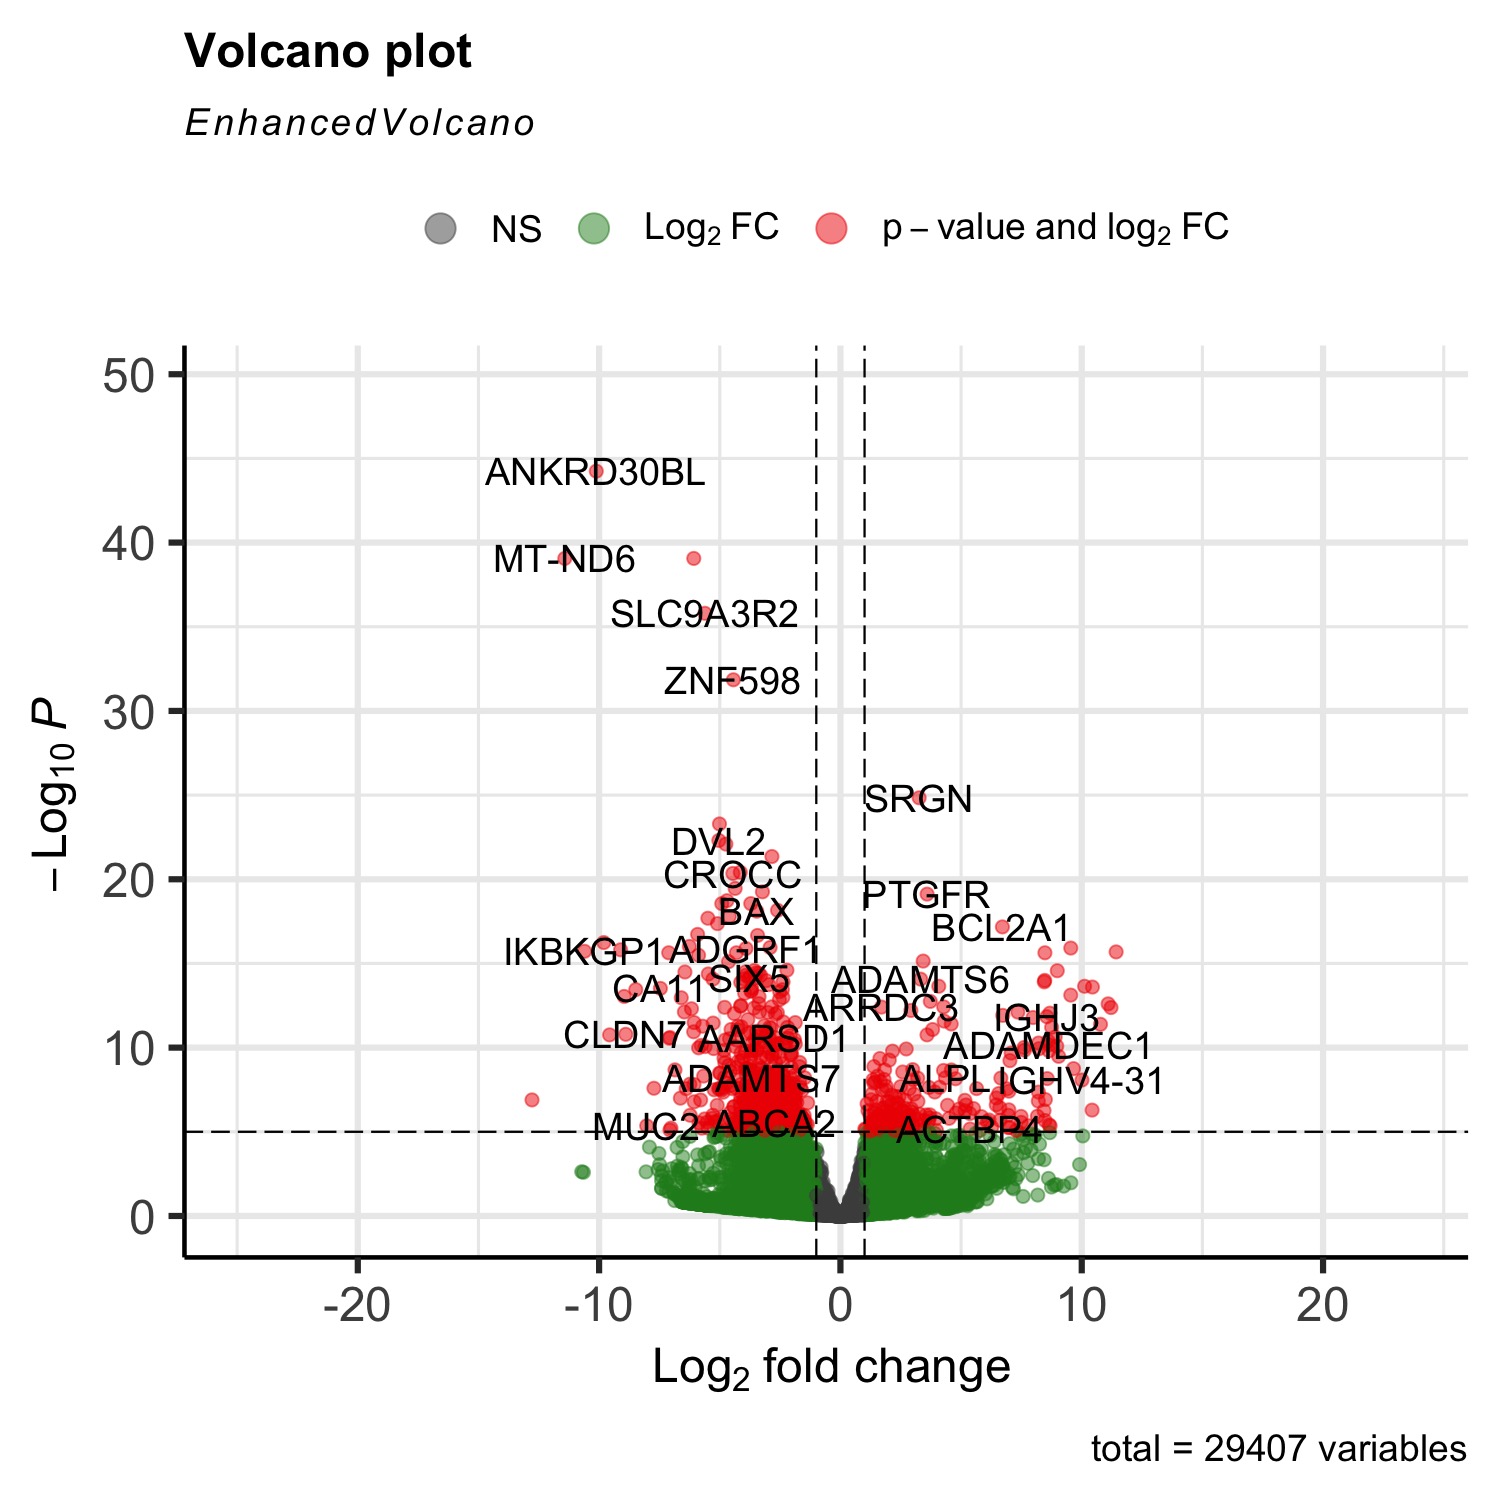 Volcano plot
EnhancedVolcano
NS Log2 FC p – value and log2 FC
50
40
30
20
10
0
– Log10 P
ANKRD30BL
MT-ND6
SLC9A3R2
ZNF598
SRGN
DVL2
CROCC
PTGFR
BAX
BCL2A1
IKBKGP1
ADGRF1
SIX5
ADAMTS6
CA11
ARRDC3
IGHJ3
CLDN7
AARSD1
ADAMDEC1
ADAMTS7
ALPL
IGHV4-31
MUC2
ABCA2
ACTBP4
-20 -10 0 10 20
Log2 fold change
total = 29407 variables